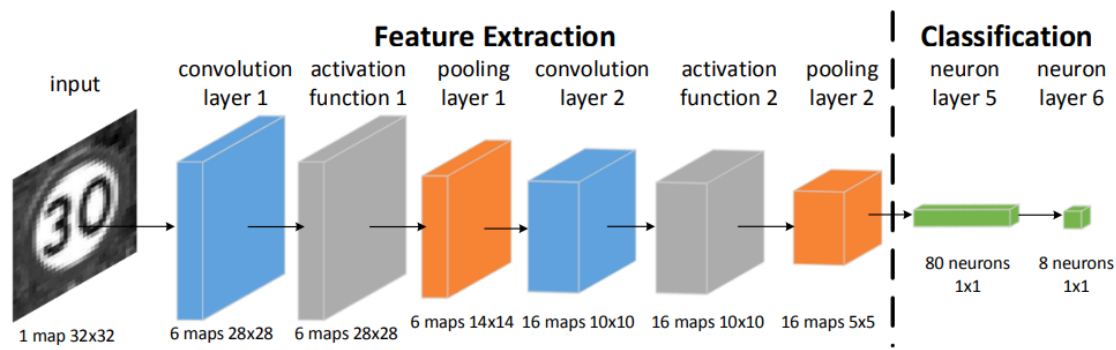 Feature Extraction
Classification
input
convolution
layer 1
activation
function 1
pooling
layer 1
convolution
layer 2
activation
function 2
pooling
layer 2
neuron
layer 5
neuron
layer 6
30
1 map 32x32
6 maps 28x28
6 maps 28x28
6 maps 14x14
16 maps 10x10
16 maps 10x10
16 maps 5x5
80 neurons
1x1
8 neurons
1x1